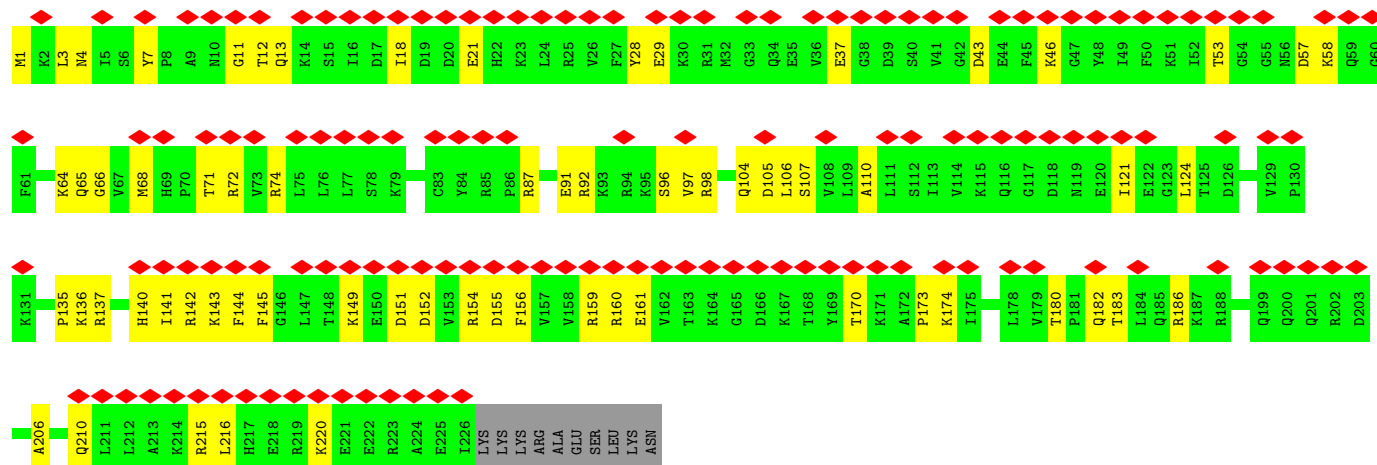 M1 K2 L3 N4 I5 S6 Y7 P8 A9 N10 G11 T12 Q13 K14 S15 I16 D17 I18 D19 D20 E21 H22 K23 L24 R25 V26 F27 Y28 E29 K30 R31 M32 G33 Q34 E35 V36 E37 G38 D39 S40 V41 G42 D43 E44 F45 K46 G47 Y48 I49 F50 K51 I52 T53 G54 G55 N56 D57 K58 Q59 G60
F61 K64 Q65 G66 V67 M68 H69 P70 T71 R72 V73 R74 L75 L76 L77 S78 K79 C83 Y84 R85 P86 R87 E91 R92 K93 R94 K95 S96 V97 R98 Q104 D105 L106 S107 V108 L109 A110 L111 S112 I113 V114 K115 Q116 G117 D118 N119 E120 I121 E122 G123 L124 T125 D126 V129 P130
K131 P135 K136 R137 H140 I141 R142 K143 F144 F145 G146 L147 T148 K149 E150 D151 D152 V153 R154 D155 F156 V157 V158 R159 R160 E161 V162 T163 K164 G165 D166 K167 T168 Y169 T170 K171 A172 P173 K174 I175 L178 V179 T180 P181 Q182 T183 L184 Q185 R186 K187 R188 Q199 Q200 Q201 R202 D203
A206 Q210 L211 L212 A213 K214 R215 L216 H217 E218 R219 K220 E221 E222 R223 A224 E225 I226 LYS LYS LYS ARG ALA GLU SER LEU LYS ASN